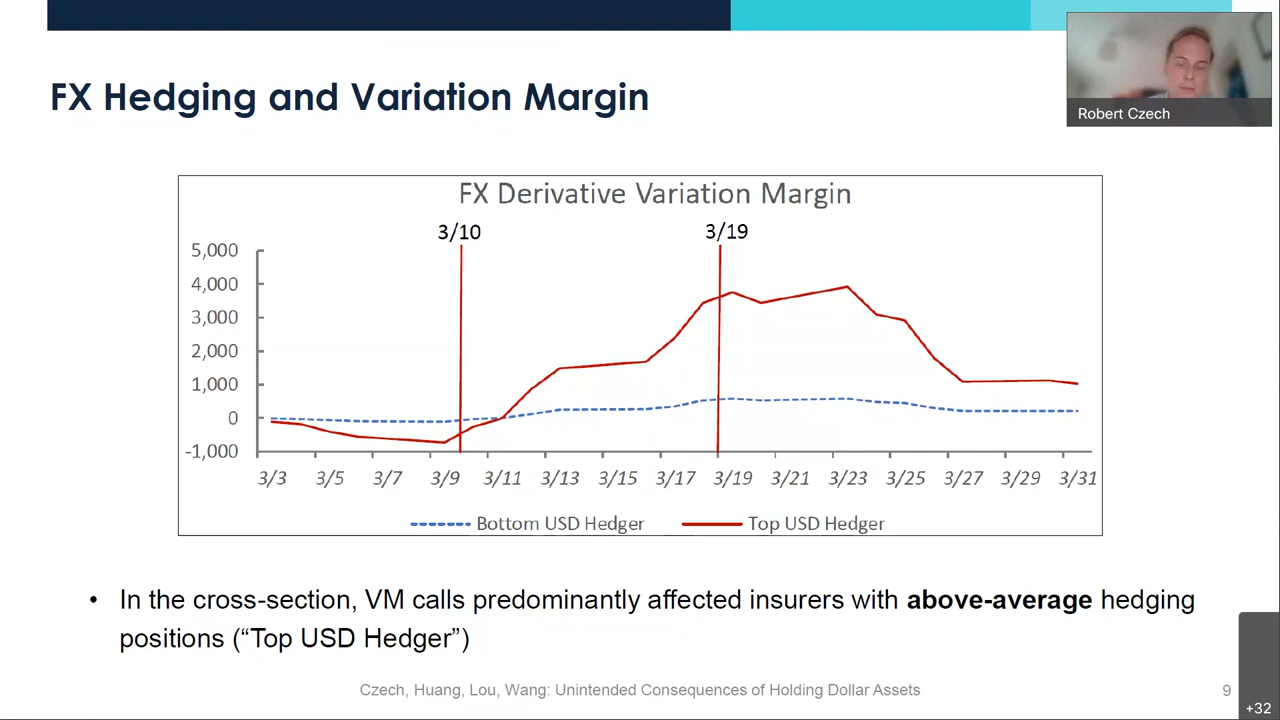 Robert Czech
FX Hedging and Variation Margin
FX Derivative Variation Margin
3/10
3/19
5,000
4,000
3,000
2,000
1,000
0
-1,000
3/3 3/5 3/7 3/9 3/11 3/13 3/15 3/17 3/19 3/21 3/23 3/25 3/27 3/29 3/31
Bottom USD Hedger Top USD Hedger
• In the cross-section, VM calls predominantly affected insurers with above-average hedging
positions (“Top USD Hedger”)
Czech, Huang, Lou, Wang: Unintended Consequences of Holding Dollar Assets
9
+32